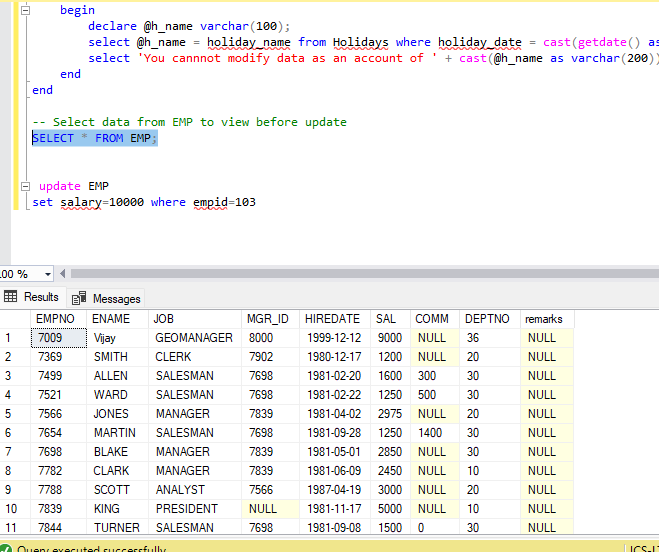 begin
declare @h_name varchar(100);
select @h_name = holiday_name from Holidays where holiday_date = cast(getdate() as
select 'You cannnot modify data as an account of ' + cast(@h_name as varchar(200))
end
end
-- Select data from EMP to view before update
SELECT * FROM EMP;
update EMP
set salary=10000 where empid=103
.00 %
Results Messages
EMPNO ENAME JOB MGR_ID HIREDATE SAL COMM DEPTNO remarks
1 7009 Vijay GEOMANAGER 8000 1999-12-12 9000 NULL 36 NULL
2 7369 SMITH CLERK 7902 1980-12-17 1200 NULL 20 NULL
3 7499 ALLEN SALESMAN 7698 1981-02-20 1600 300 30 NULL
4 7521 WARD SALESMAN 7698 1981-02-22 1250 500 30 NULL
5 7566 JONES MANAGER 7839 1981-04-02 2975 NULL 20 NULL
6 7654 MARTIN SALESMAN 7698 1981-09-28 1250 1400 30 NULL
7 7698 BLAKE MANAGER 7839 1981-05-01 2850 NULL 30 NULL
8 7782 CLARK MANAGER 7839 1981-06-09 2450 NULL 10 NULL
9 7788 SCOTT ANALYST 7566 1987-04-19 3000 NULL 20 NULL
10 7839 KING PRESIDENT NULL 1981-11-17 5000 NULL 10 NULL
11 7844 TURNER SALESMAN 7698 1981-09-08 1500 0 30 NULL
Query executed successfully